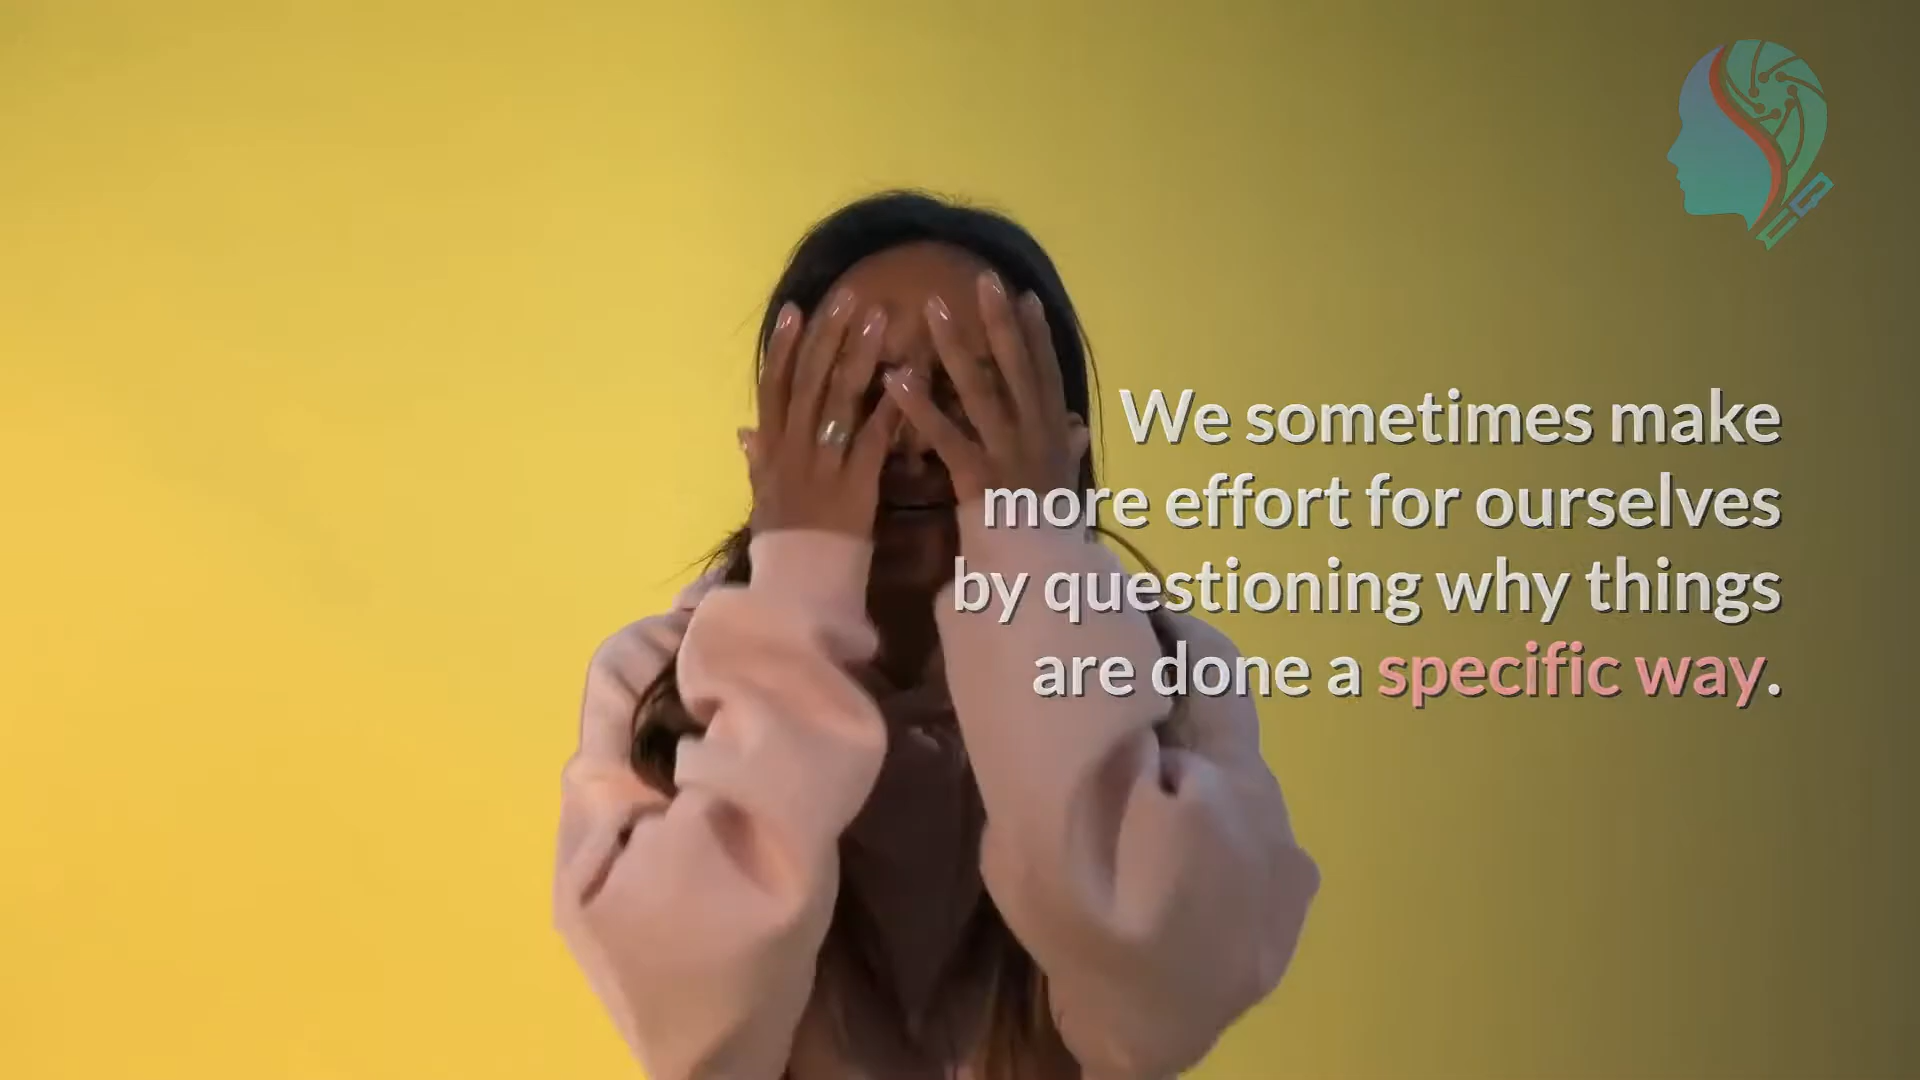 We sometimes make
more effort for ourselves
by questioning why things
are done a specific way.